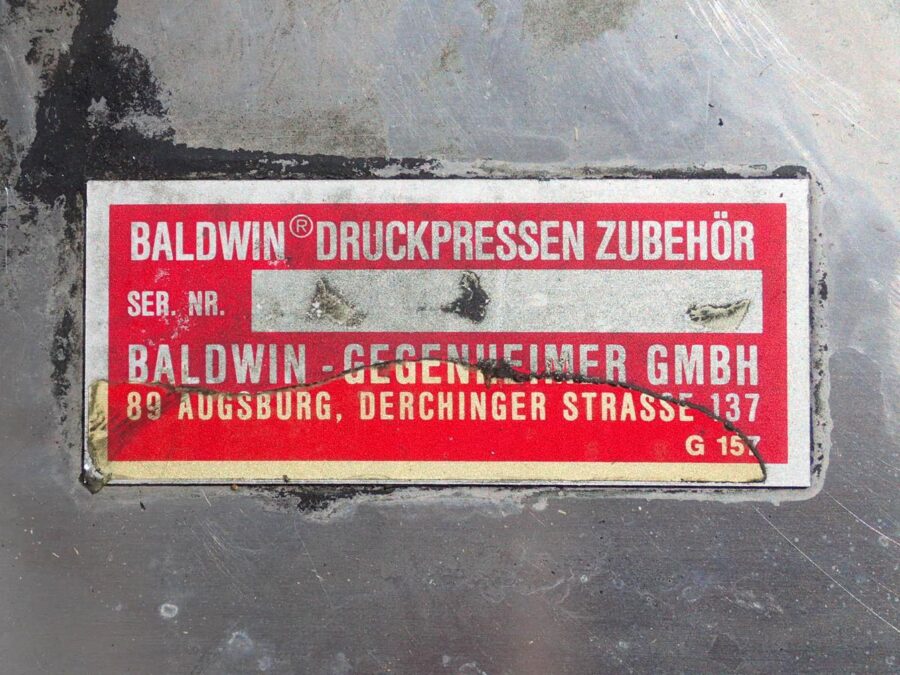 BALDWIN® DRUCKPRESSEN ZUBEHÖR
SER. NR.
BALDWIN - GEGENHEIMER GMBH
89 AUGSBURG, DERCHINGER STRASSE 137
G 157